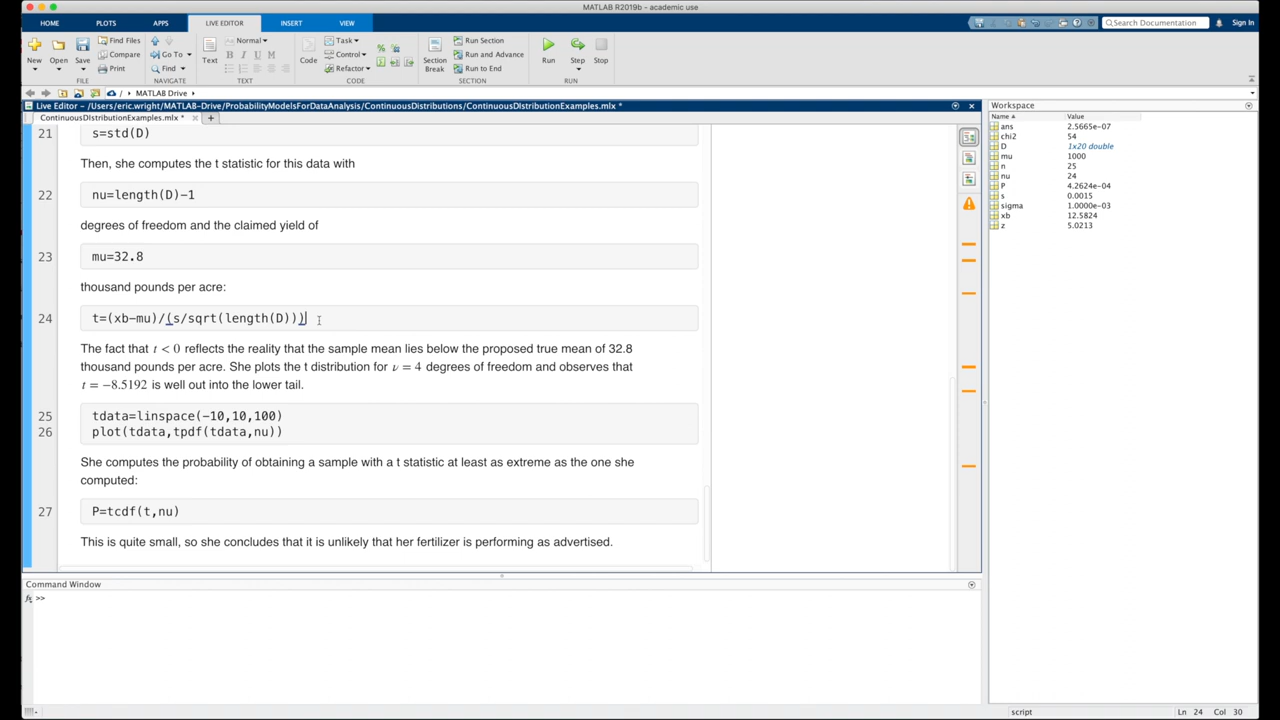 MATLAB R2019b - academic use
HOME PLOTS APPS LIVE EDITOR INSERT VIEW Search Documentation Sign In
New Open Save Find Files Compare Print Go To Find Text Normal B I U M Code Task Control Refactor Section Break Run Section Run and Advance Run to End Run Step Stop
FILE NAVIGATE TEXT CODE SECTION RUN
/ MATLAB Drive
Live Editor - /Users/eric.wright/MATLAB-Drive/ProbabilityModelsForDataAnalysis/ContinuousDistributions/ContinuousDIstributionExamples.mlx *
ContinuousDIstributionExamples.mlx * +
21 s=std(D)
Then, she computes the t statistic for this data with
22 nu=length(D)-1
degrees of freedom and the claimed yield of
23 mu=32.8
thousand pounds per acre:
24 t=(xb-mu)/(s/sqrt(length(D)))
The fact that t < 0 reflects the reality that the sample mean lies below the proposed true mean of 32.8
thousand pounds per acre. She plots the t distribution for ν = 4 degrees of freedom and observes that
t = −8.5192 is well out into the lower tail.
25 tdata=linspace(-10,10,100)
26 plot(tdata,tpdf(tdata,nu))
She computes the probability of obtaining a sample with a t statistic at least as extreme as the one she
computed:
27 P=tcdf(t,nu)
This is quite small, so she concludes that it is unlikely that her fertilizer is performing as advertised.
Command Window
fx >>
Workspace
Name Value
ans 2.5665e-07
chi2 54
D 1x20 double
mu 1000
n 25
nu 24
P 4.2624e-04
s 0.0015
sigma 1.0000e-03
xb 12.5824
z 5.0213
script Ln 24 Col 30